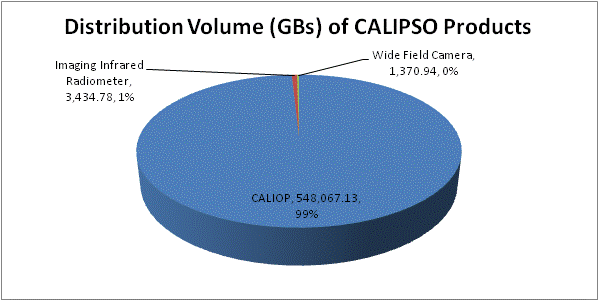 Distribution Volume (GBs) of CALIPSO Products
Imaging Infrared
Radiometer,
3,434.78, 1%
Wide Field Camera,
1,370.94, 0%
CALIOP, 548,067.13,
99%